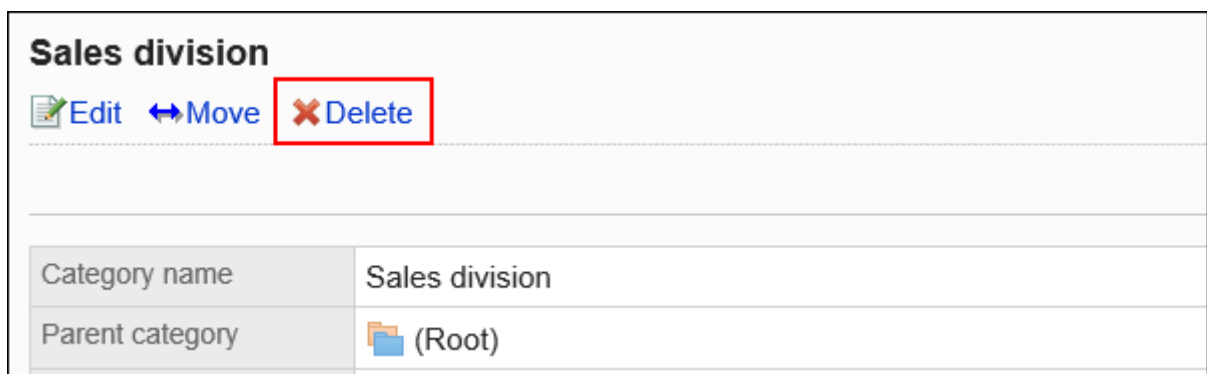 Sales division
Edit Move Delete
Category name Sales division
Parent category (Root)